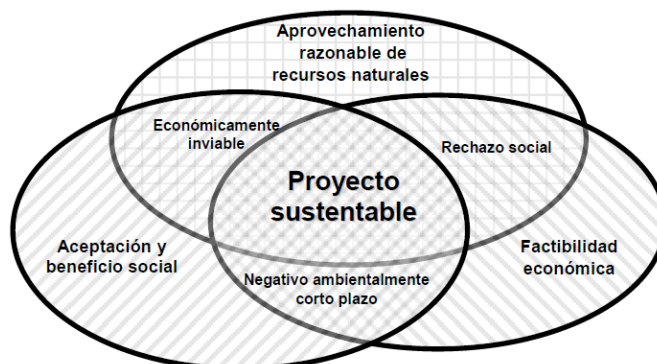 Aprovechamiento
razonable de
recursos naturales
Económicamente
inviable
Rechazo social
Proyecto
sustentable
Aceptación y
beneficio social
Factibilidad
económica
Negativo ambientalmente
corto plazo